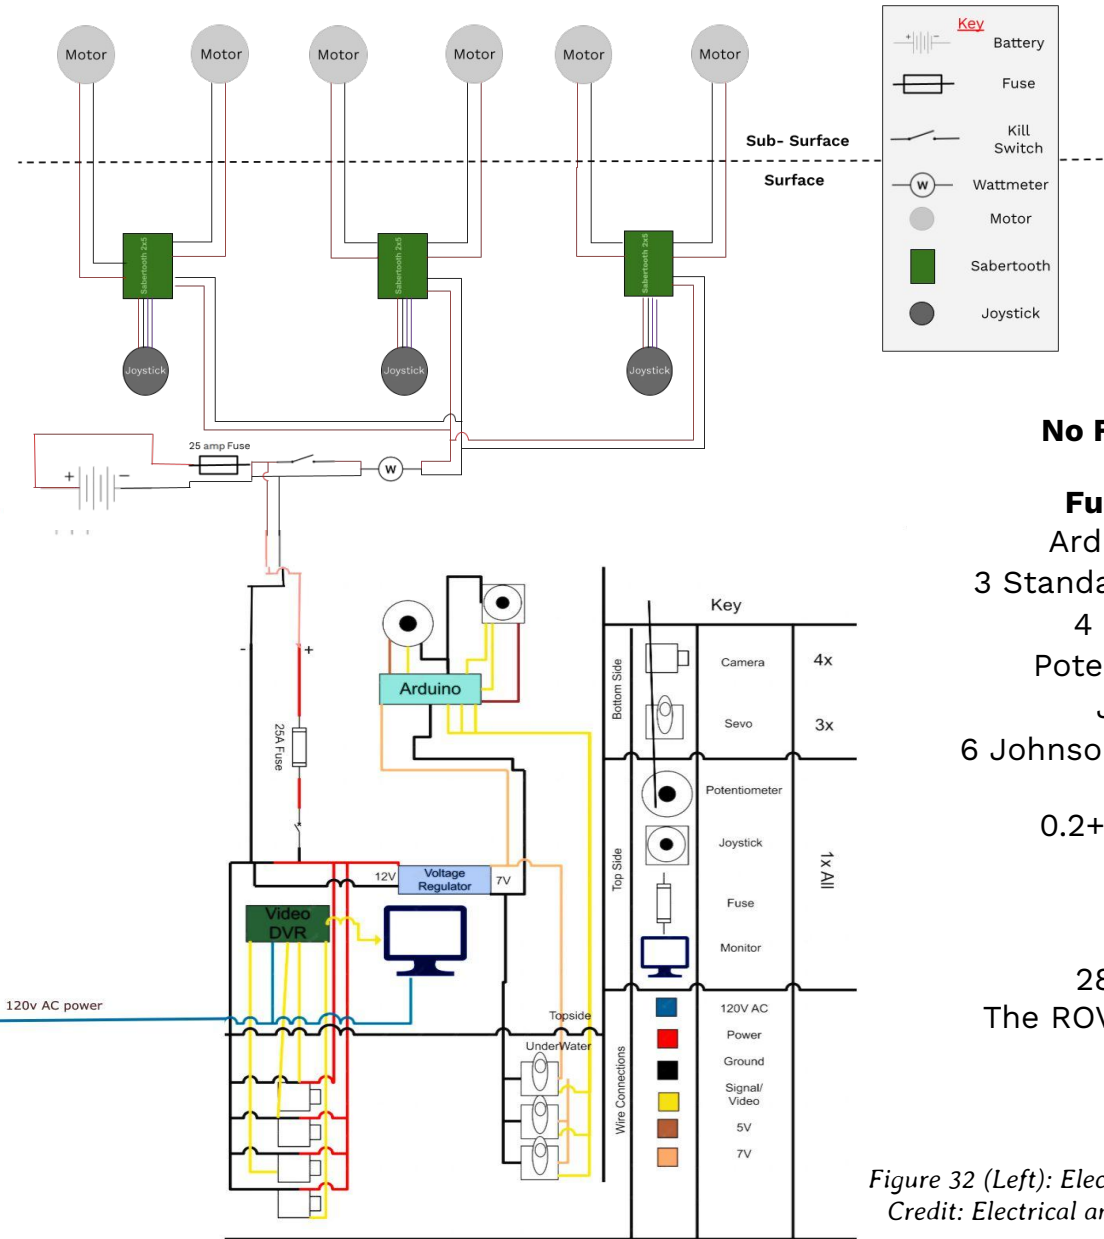 Motor
Motor
Motor
Motor
Motor
Motor
Key
Battery
Fuse
Kill
Switch
W
Wattmeter
Motor
Sabertooth
Joystick
Sub- Surface
Surface
Sabertooth 2x5
Sabertooth 2x5
Sabertooth 2x5
Joystick
Joystick
Joystick
25 amp Fuse
+
−
W
No F
Fu
Ard
3 Standa
4
Pote
J
6 Johnso
0.2+
28
The ROV
-
+
25A Fuse
Arduino
12V
Voltage
Regulator
7V
Video
DVR
120v AC power
Topside
UnderWater
Key
Bottom Side
Camera
4x
Sevo
3x
Top Side
Potentiometer
Joystick
Fuse
Monitor
1x All
Wire Connections
120V AC
Power
Ground
Signal/
Video
5V
7V
Figure 32 (Left): Elec
Credit: Electrical an